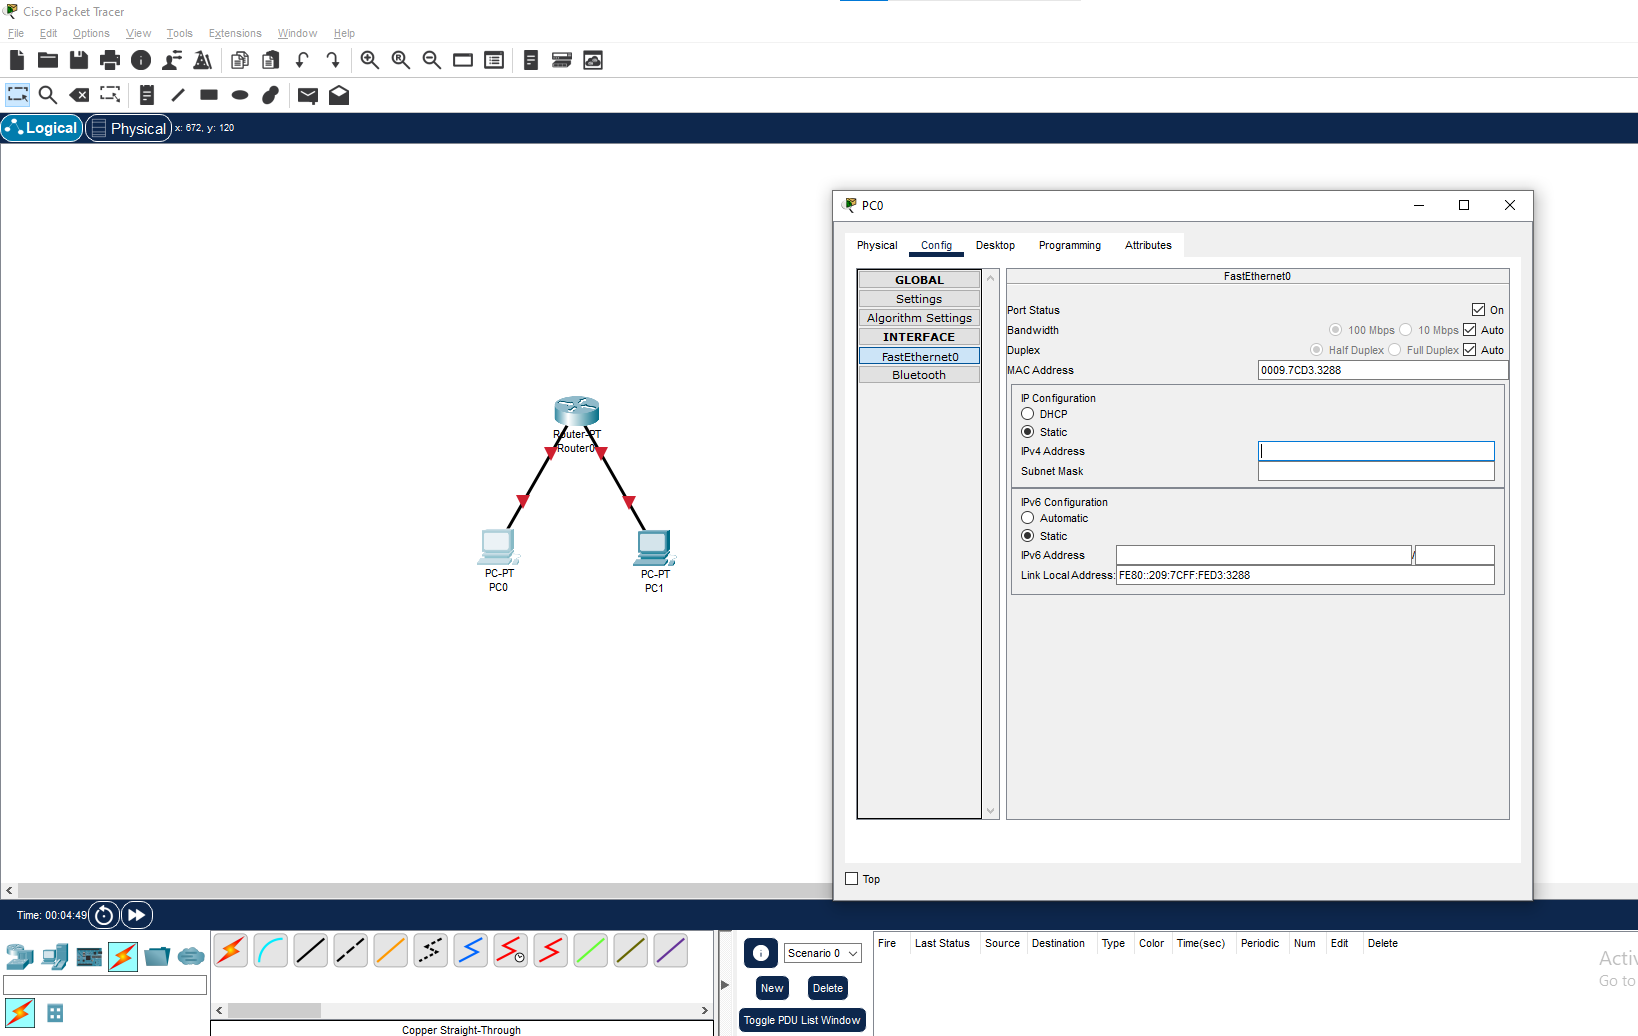 Cisco Packet Tracer
File Edit Options View Tools Extensions Window Help
Logical Physical x: 672, y: 120
PC0
Physical Config Desktop Programming Attributes
GLOBAL
Settings
Algorithm Settings
INTERFACE
FastEthernet0
Bluetooth
FastEthernet0
Port Status On
Bandwidth 100 Mbps 10 Mbps Auto
Duplex Half Duplex Full Duplex Auto
MAC Address 0009.7CD3.3288
IP Configuration
DHCP
Static
IPv4 Address
Subnet Mask
IPv6 Configuration
Automatic
Static
IPv6 Address /
Link Local Address: FE80::209:7CFF:FED3:3288
Top
Router-PT
Router0
PC-PT
PC0
PC-PT
PC1
Time: 00:04:49
Scenario 0
New Delete
Toggle PDU List Window
Fire Last Status Source Destination Type Color Time(sec) Periodic Num Edit Delete
Copper Straight-Through
Activ
Go to